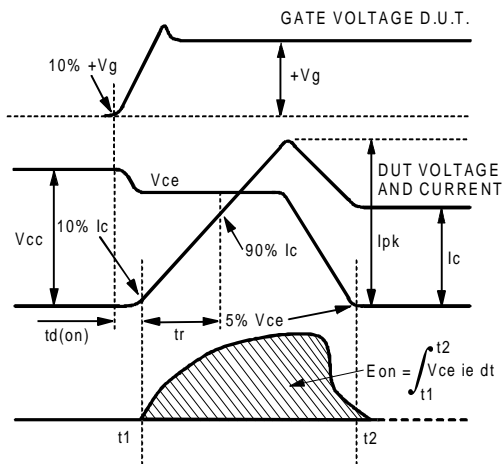 GATE VOLTAGE D.U.T.
10% +Vg
+Vg
Vce
DUT VOLTAGE
AND CURRENT
Vcc
10% Ic
90% Ic
Ipk
Ic
td(on)
tr
5% Vce
Eon = ∫ Vce ie dt
t2
t1
t1
t2